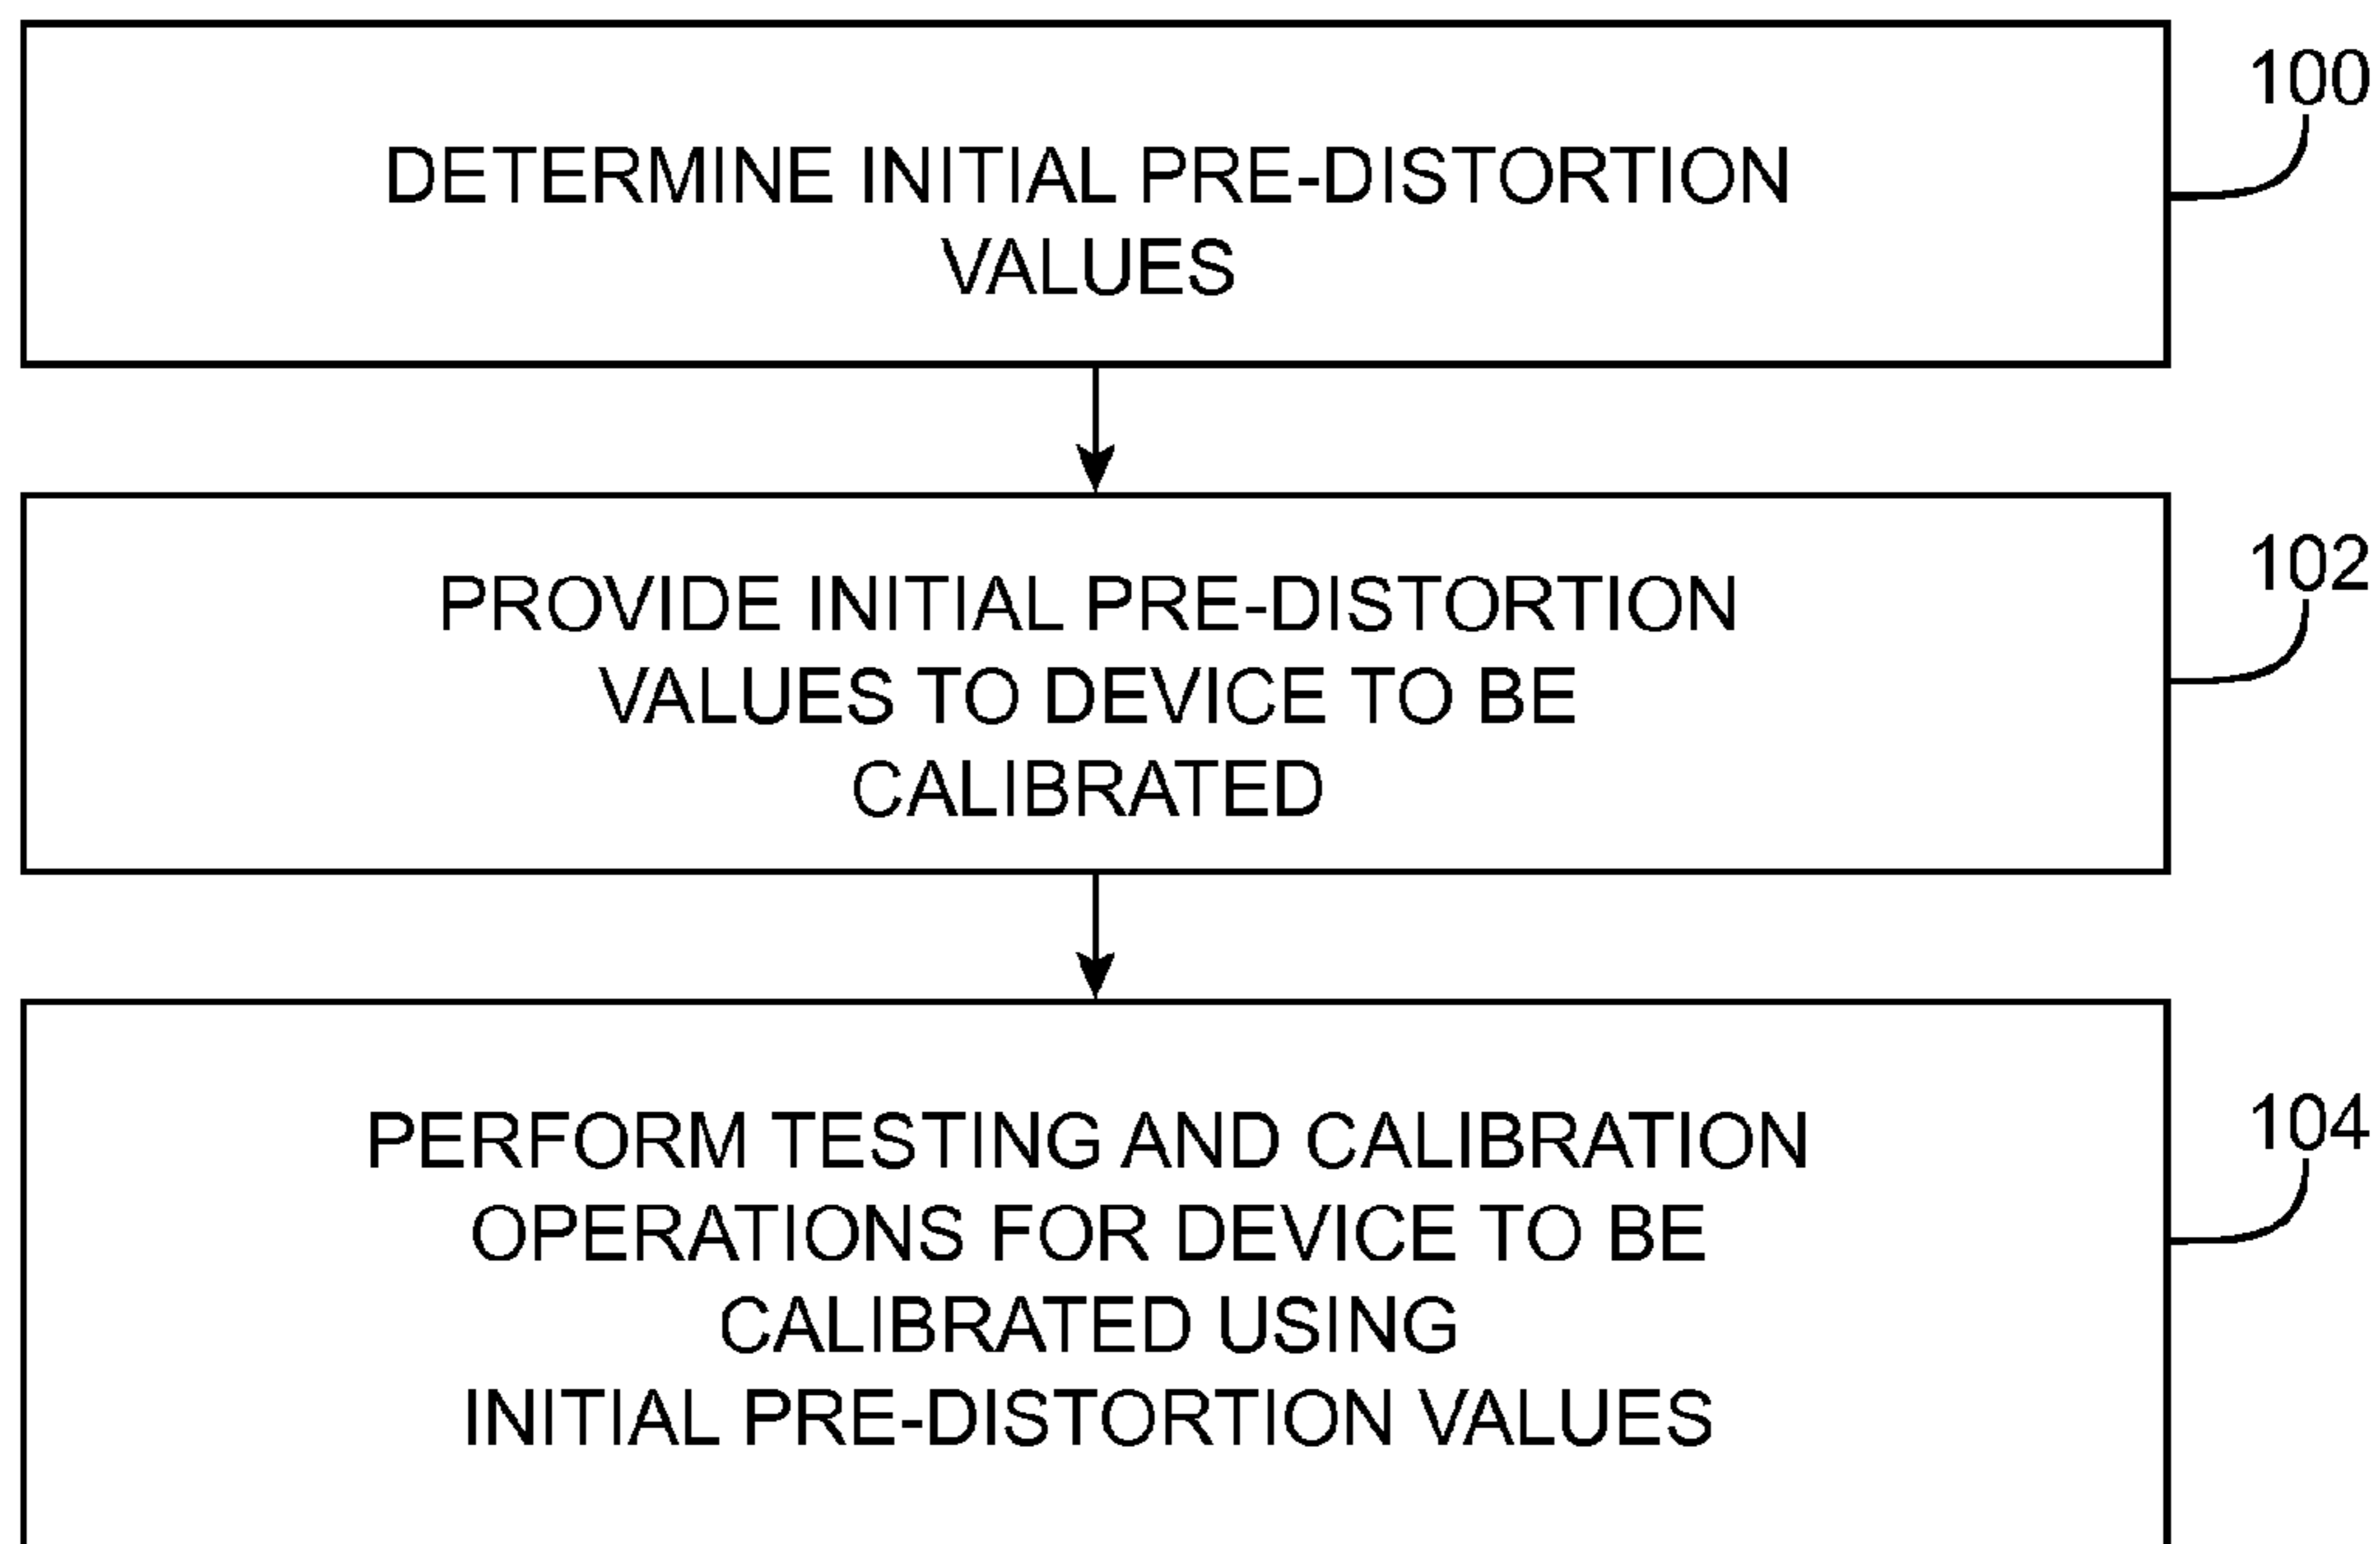 100
DETERMINE INITIAL PRE-DISTORTION
VALUES
102
PROVIDE INITIAL PRE-DISTORTION
VALUES TO DEVICE TO BE
CALIBRATED
104
PERFORM TESTING AND CALIBRATION
OPERATIONS FOR DEVICE TO BE
CALIBRATED USING
INITIAL PRE-DISTORTION VALUES